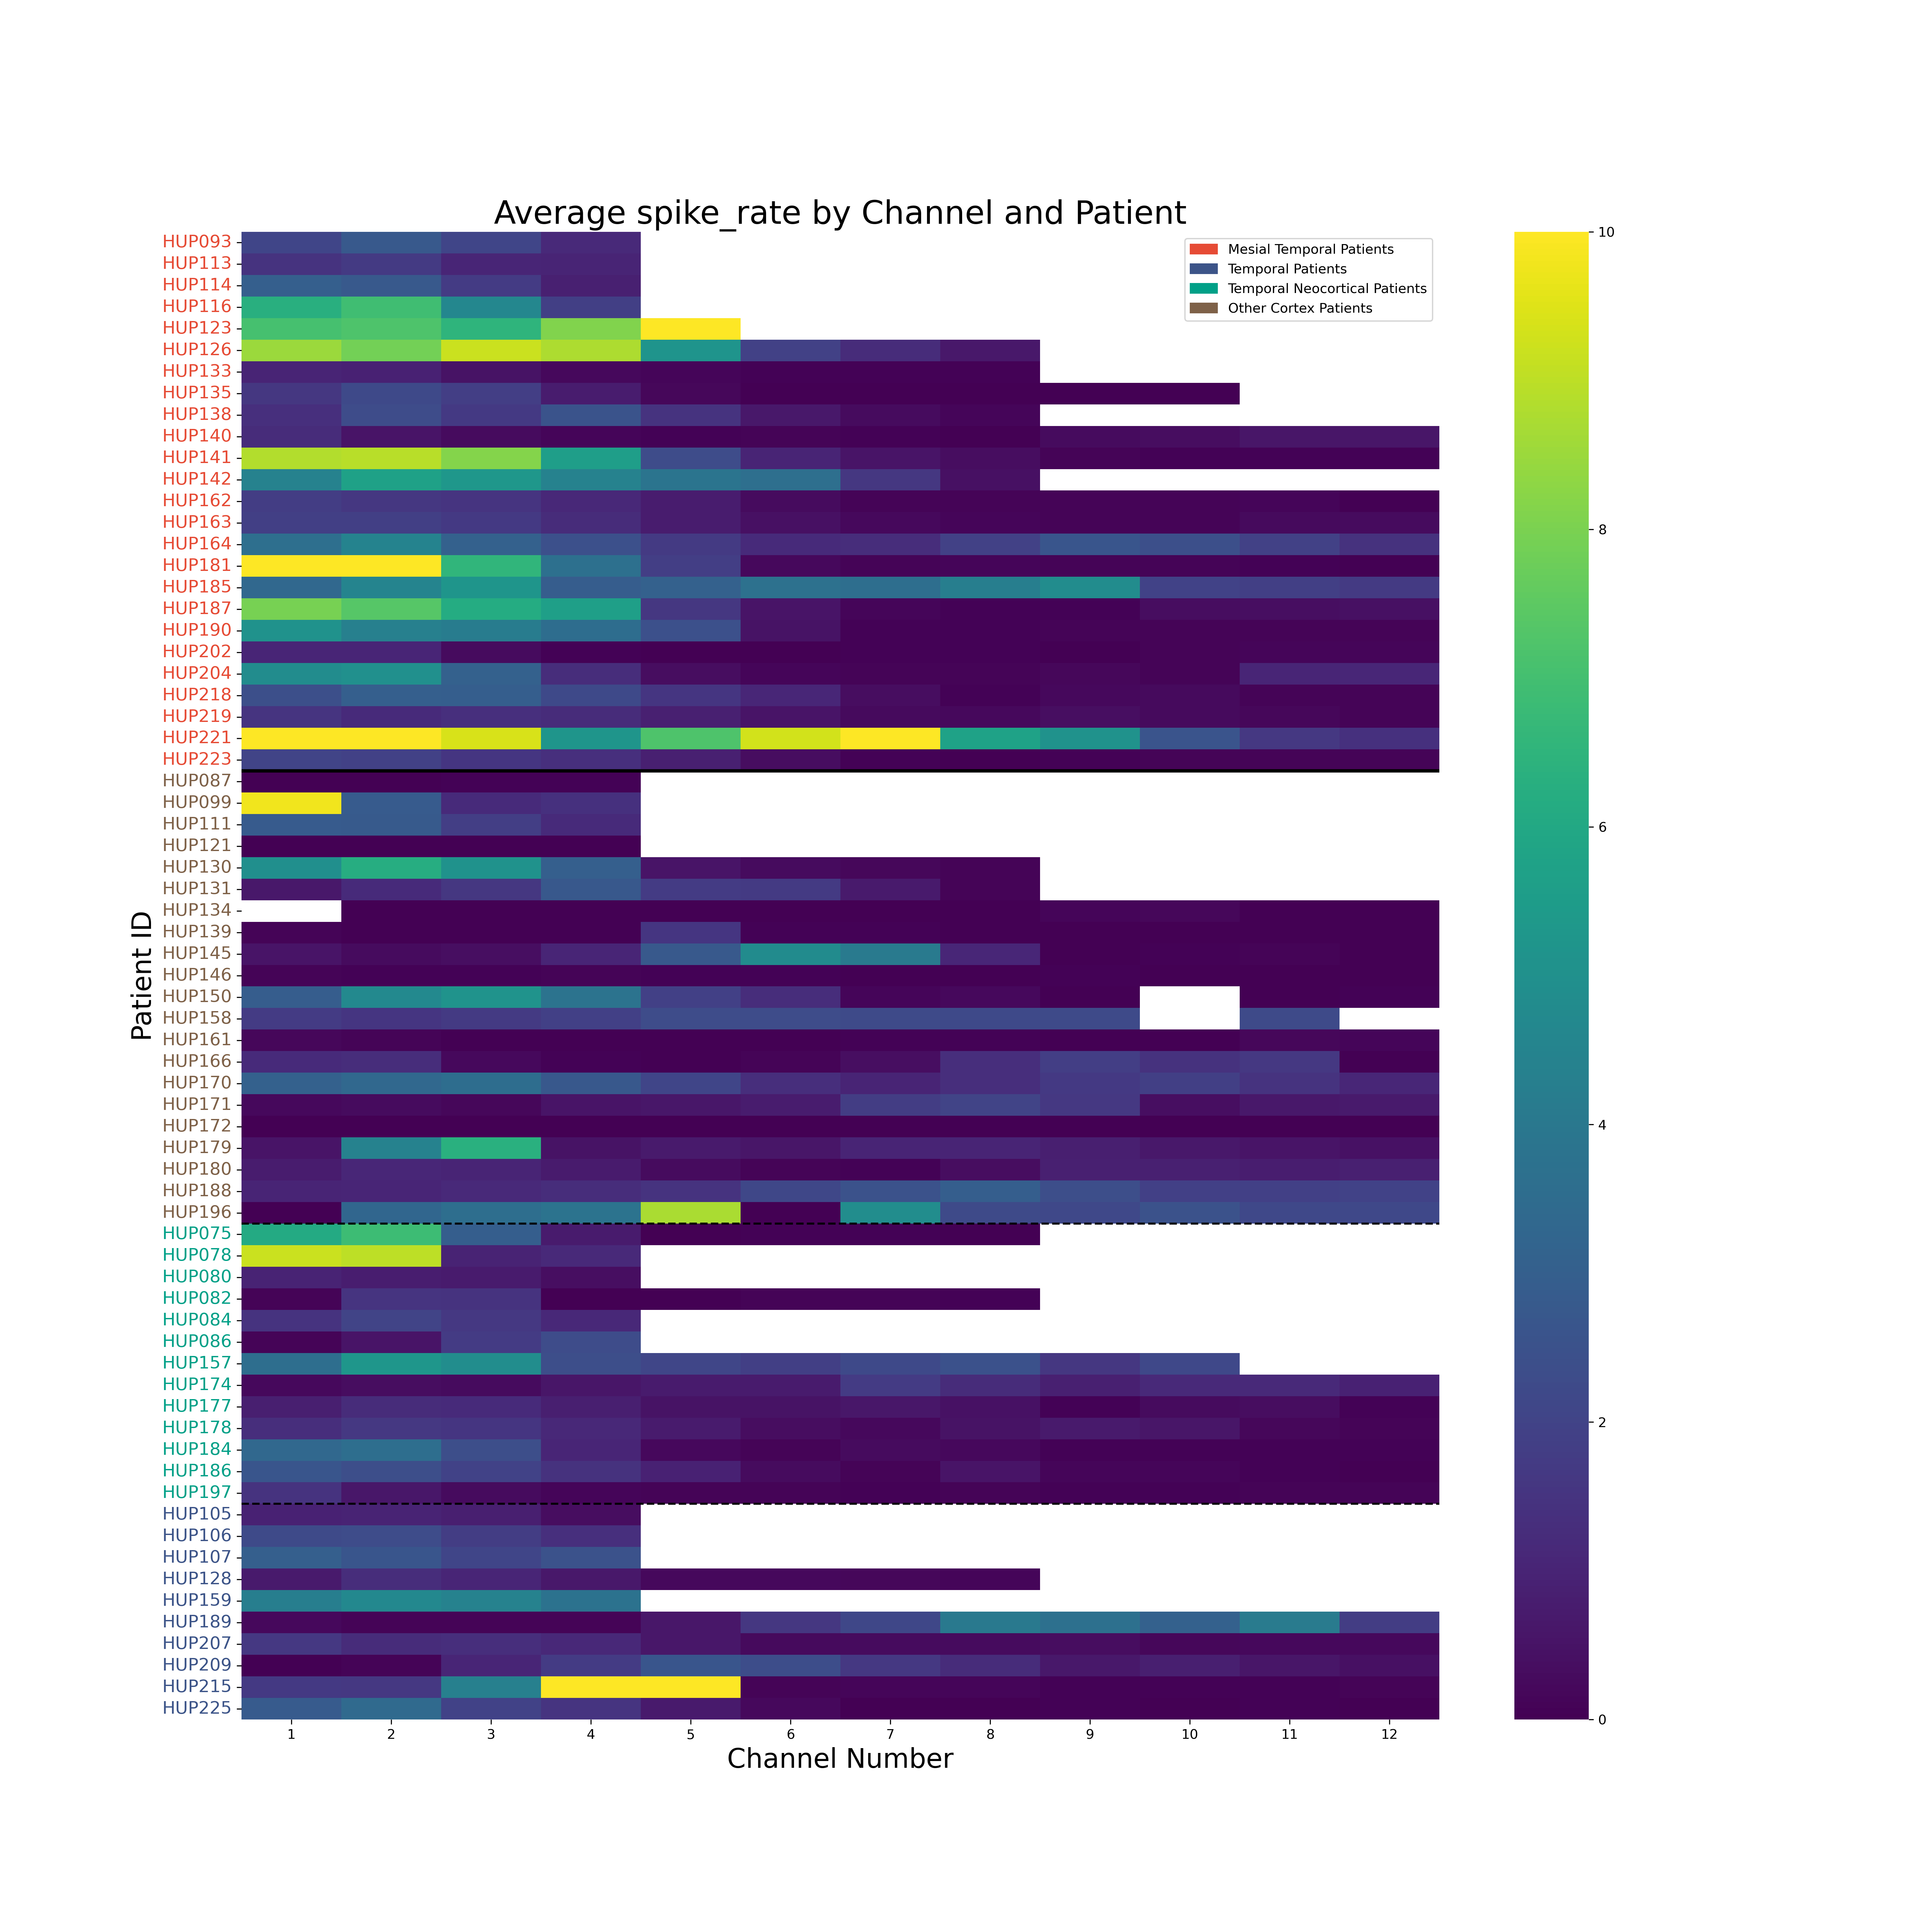 Average spike_rate by Channel and Patient
Mesial Temporal Patients
Temporal Patients
Temporal Neocortical Patients
Other Cortex Patients
Patient ID
HUP093
HUP113
HUP114
HUP116
HUP123
HUP126
HUP133
HUP135
HUP138
HUP140
HUP141
HUP142
HUP162
HUP163
HUP164
HUP181
HUP185
HUP187
HUP190
HUP202
HUP204
HUP218
HUP219
HUP221
HUP223
HUP087
HUP099
HUP111
HUP121
HUP130
HUP131
HUP134
HUP139
HUP145
HUP146
HUP150
HUP158
HUP161
HUP166
HUP170
HUP171
HUP172
HUP179
HUP180
HUP188
HUP196
HUP075
HUP078
HUP080
HUP082
HUP084
HUP086
HUP157
HUP174
HUP177
HUP178
HUP184
HUP186
HUP197
HUP105
HUP106
HUP107
HUP128
HUP159
HUP189
HUP207
HUP209
HUP215
HUP225
1 2 3 4 5 6 7 8 9 10 11 12
Channel Number
10
8
6
4
2
0